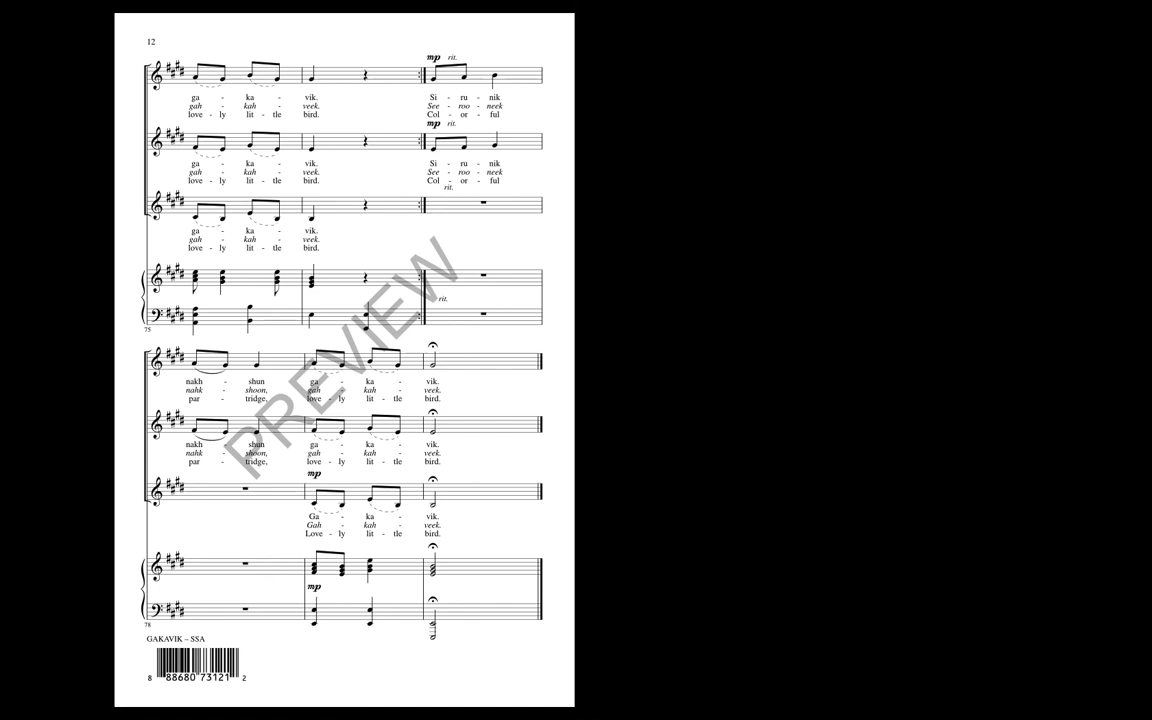 12
mp rit.
ga - ka - vik. Si - ru - nik
gah - kah - veek. See - roo - neek
love - ly lit - tle bird. Col - or - ful
mp rit.
ga - ka - vik. Si - ru - nik
gah - kah - veek. See - roo - neek
love - ly lit - tle bird. Col - or - ful
rit.
ga - ka - vik.
gah - kah - veek.
love - ly lit - tle bird.
rit.
75
PREVIEW
nakh - shun ga - ka - vik.
nahk - shoon, gah - kah - veek.
par - tridge, love - ly lit - tle bird.
nakh - shun ga - ka - vik.
nahk - shoon, gah - kah - veek.
par - tridge, love - ly lit - tle bird.
mp
Ga - ka - vik.
Gah - kah - veek.
Love - ly lit - tle bird.
mp
78
GAKAVIK – SSA
8 88680 73121 2